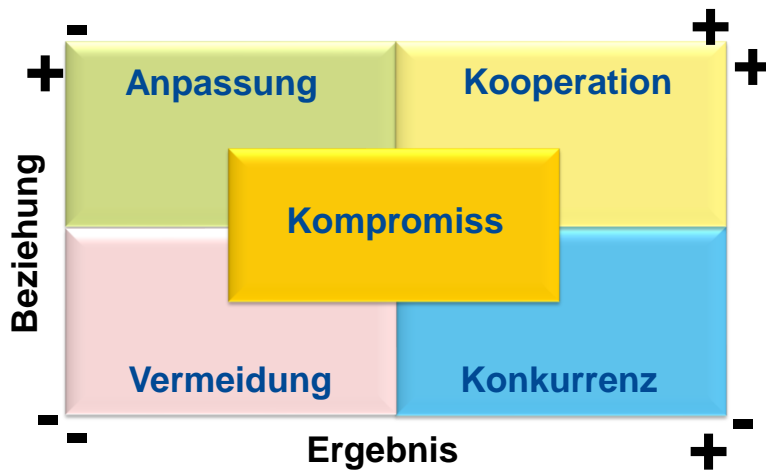 - +
+ +
Anpassung Kooperation
Beziehung
Kompromiss
Vermeidung Konkurrenz
- -
- +
Ergebnis